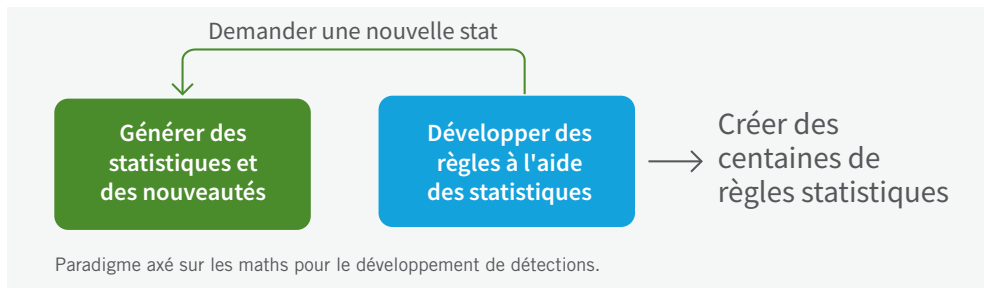 Demander une nouvelle stat
Générer des
statistiques et
des nouveautés
Développer des
règles à l'aide
des statistiques
Créer des
centaines de
règles statistiques
Paradigme axé sur les maths pour le développement de détections.